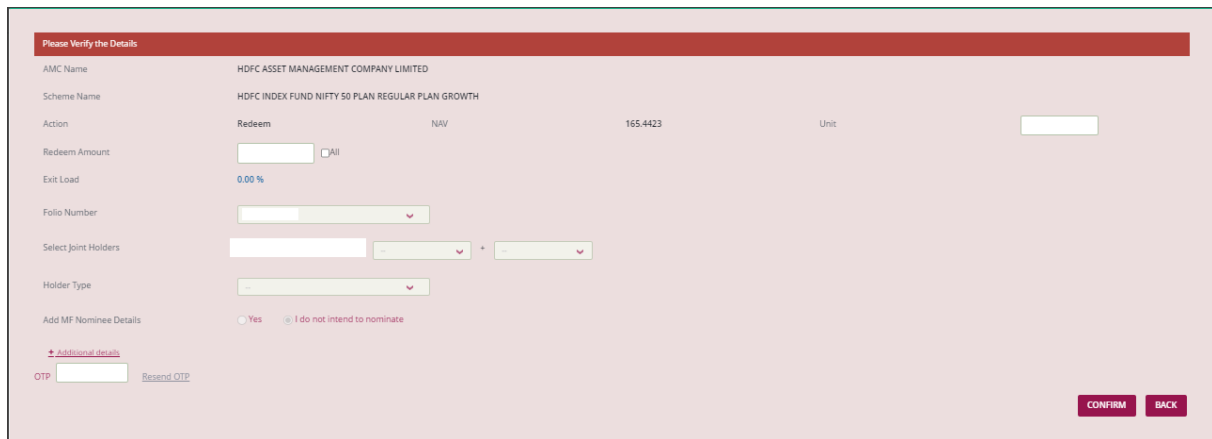 Please Verify the Details
AMC Name HDFC ASSET MANAGEMENT COMPANY LIMITED
Scheme Name HDFC INDEX FUND NIFTY 50 PLAN REGULAR PLAN GROWTH
Action Redeem NAV 165.4423 Unit
Redeem Amount All
Exit Load 0.00 %
Folio Number
Select Joint Holders -- + --
Holder Type --
Add MF Nominee Details Yes I do not intend to nominate
+ Additional details
OTP Resend OTP
CONFIRM BACK